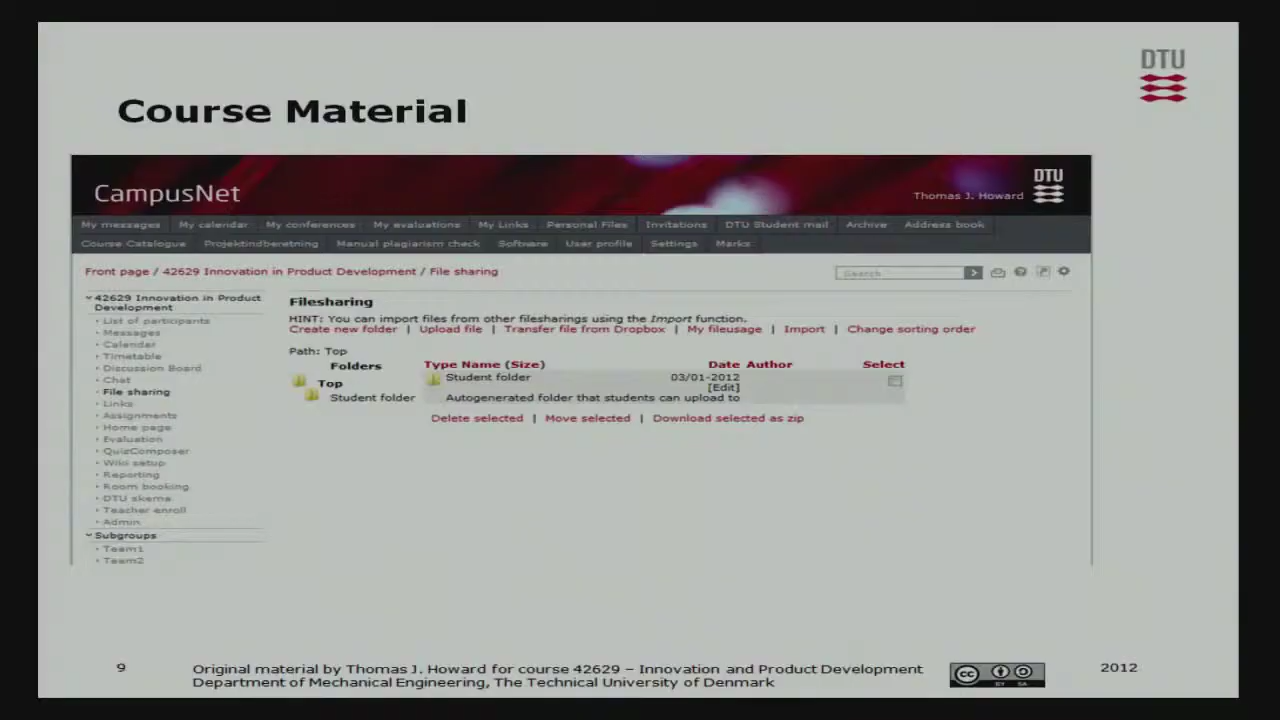 DTU
Course Material
CampusNet
Thomas J. Howard
DTU
My messages My calendar My conferences My evaluations My Links Personal Files Invitations DTU Student mail Archive Address book
Course Catalogue Projektindberetning Manual plagiarism check Software User profile Settings Marks
Front page / 42629 Innovation in Product Development / File sharing
Search
42629 Innovation in Product
Development
List of participants
Messages
Calendar
Timetable
Discussion Board
Chat
File sharing
Links
Assignments
Home page
Evaluation
QuizComposer
Wiki setup
Reporting
Room booking
DTU skema
Teacher enroll
Admin
Subgroups
Team1
Team2
Filesharing
HINT: You can import files from other filesharings using the Import function.
Create new folder | Upload file | Transfer file from Dropbox | My fileusage | Import | Change sorting order
Path: Top
Folders
Top
Student folder
Type Name (Size) Date Author Select
Student folder 03/01-2012
[Edit]
Autogenerated folder that students can upload to
Delete selected | Move selected | Download selected as zip
9
Original material by Thomas J. Howard for course 42629 – Innovation and Product Development
Department of Mechanical Engineering, The Technical University of Denmark
cc BY SA
2012